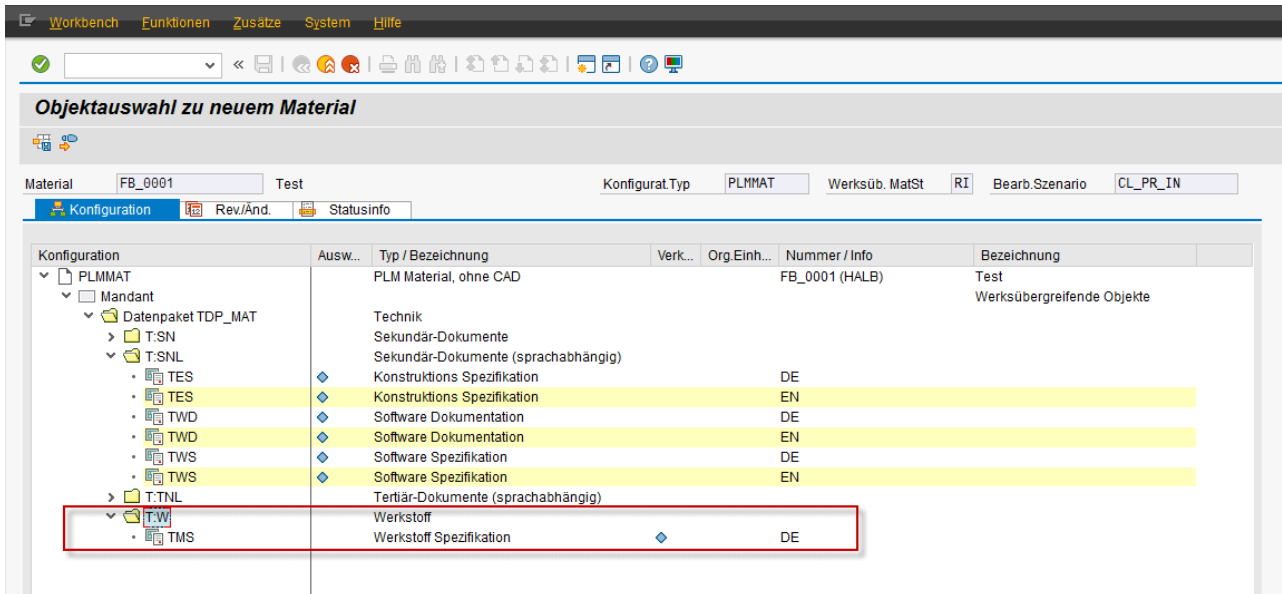 Workbench Funktionen Zusätze System Hilfe
Objektauswahl zu neuem Material
Material FB_0001 Test Konfigurat.Typ PLMMAT Werksüb. MatSt RI Bearb.Szenario CL_PR_IN
Konfiguration Rev./Änd. Statusinfo
Konfiguration Ausw... Typ / Bezeichnung Verk... Org.Einh... Nummer / Info Bezeichnung
PLMMAT PLM Material, ohne CAD FB_0001 (HALB) Test
Mandant Werksübergreifende Objekte
Datenpaket TDP_MAT Technik
T:SN Sekundär-Dokumente
T:SNL Sekundär-Dokumente (sprachabhängig)
TES Konstruktions Spezifikation DE
TES Konstruktions Spezifikation EN
TWD Software Dokumentation DE
TWD Software Dokumentation EN
TWS Software Spezifikation DE
TWS Software Spezifikation EN
T:TNL Tertiär-Dokumente (sprachabhängig)
T:W Werkstoff
TMS Werkstoff Spezifikation DE